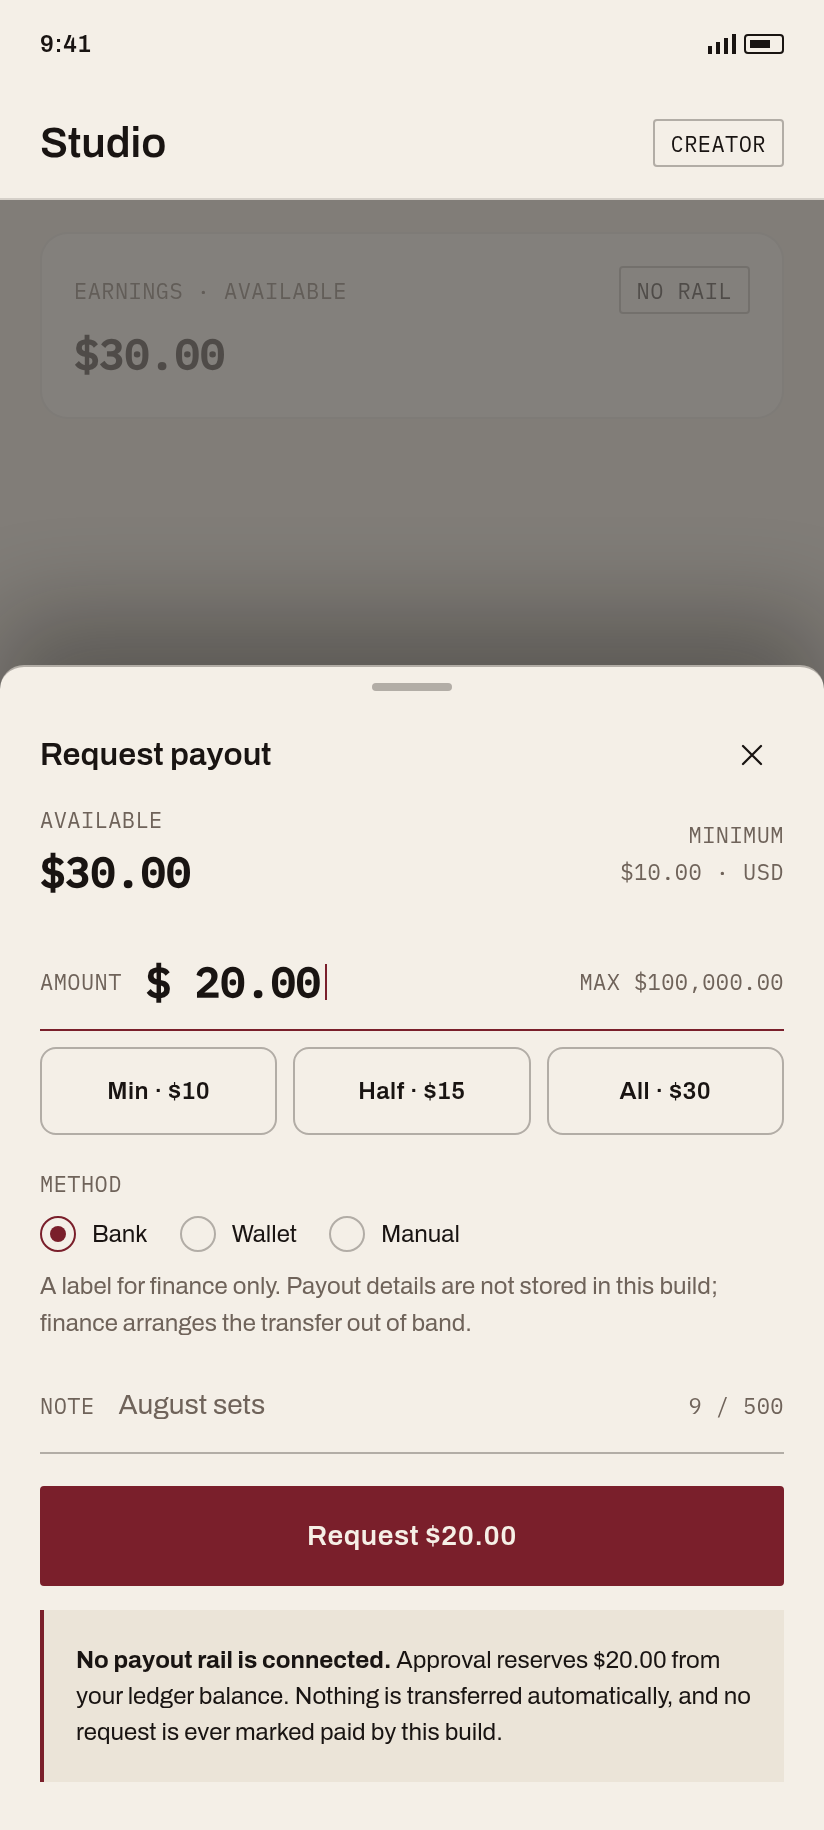 9:41
Studio
CREATOR
EARNINGS · AVAILABLE
NO RAIL
$30.00
Request payout
AVAILABLE
$30.00
MINIMUM
$10.00 · USD
AMOUNT $ 20.00 MAX $100,000.00
Min · $10 Half · $15 All · $30
METHOD
Bank Wallet Manual
A label for finance only. Payout details are not stored in this build;
finance arranges the transfer out of band.
NOTE August sets 9 / 500
Request $20.00
No payout rail is connected. Approval reserves $20.00 from
your ledger balance. Nothing is transferred automatically, and no
request is ever marked paid by this build.